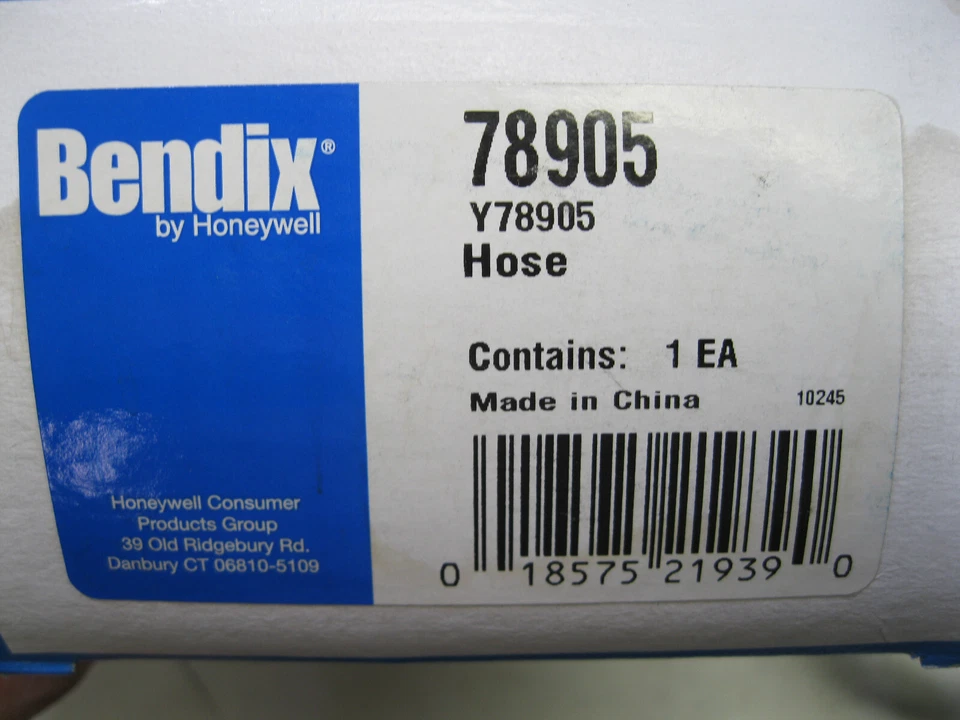 Bendix®
by Honeywell
Honeywell Consumer
Products Group
39 Old Ridgebury Rd.
Danbury CT 06810-5109
78905
Y78905
Hose
Contains: 1 EA
Made in China 10245
0 18575 21939 0